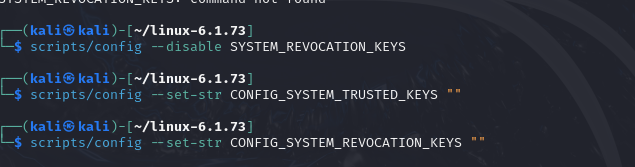 SYSTEM_REVOCATION_KEYS: command not found
┌──(kali㉿kali)-[~/linux-6.1.73]
└─$ scripts/config --disable SYSTEM_REVOCATION_KEYS
┌──(kali㉿kali)-[~/linux-6.1.73]
└─$ scripts/config --set-str CONFIG_SYSTEM_TRUSTED_KEYS ""
┌──(kali㉿kali)-[~/linux-6.1.73]
└─$ scripts/config --set-str CONFIG_SYSTEM_REVOCATION_KEYS ""